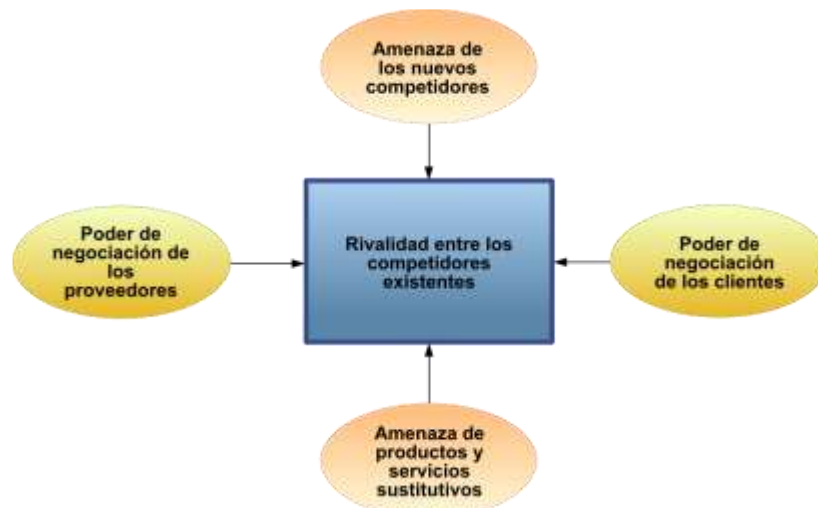 Amenaza de
los nuevos
competidores
Poder de
negociación de
los
proveedores
Rivalidad entre los
competidores
existentes
Poder de
negociación
de los clientes
Amenaza de
productos y
servicios
sustitutivos